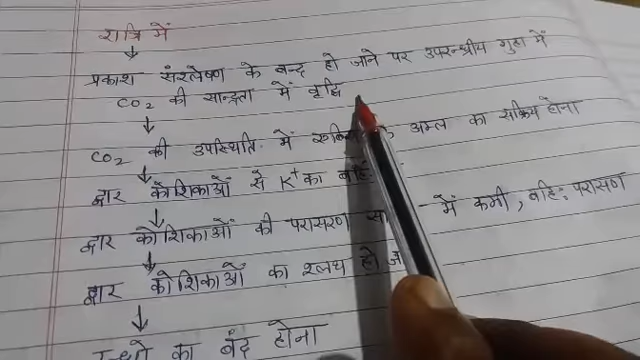 रात्रि में
प्रकाश संश्लेषण के बन्द हो जाने पर उपरन्ध्रीय गुहा में
CO2 की सान्द्रता में वृद्धि
CO2 की उपस्थिति में अम्ल का सक्रिय होना
द्वार कोशिकाओं से K+ का
द्वार कोशिकाओं की परासरण में कमी, बहिः परासरण
द्वार कोशिकाओं का श्लथ हो
का बंद होना